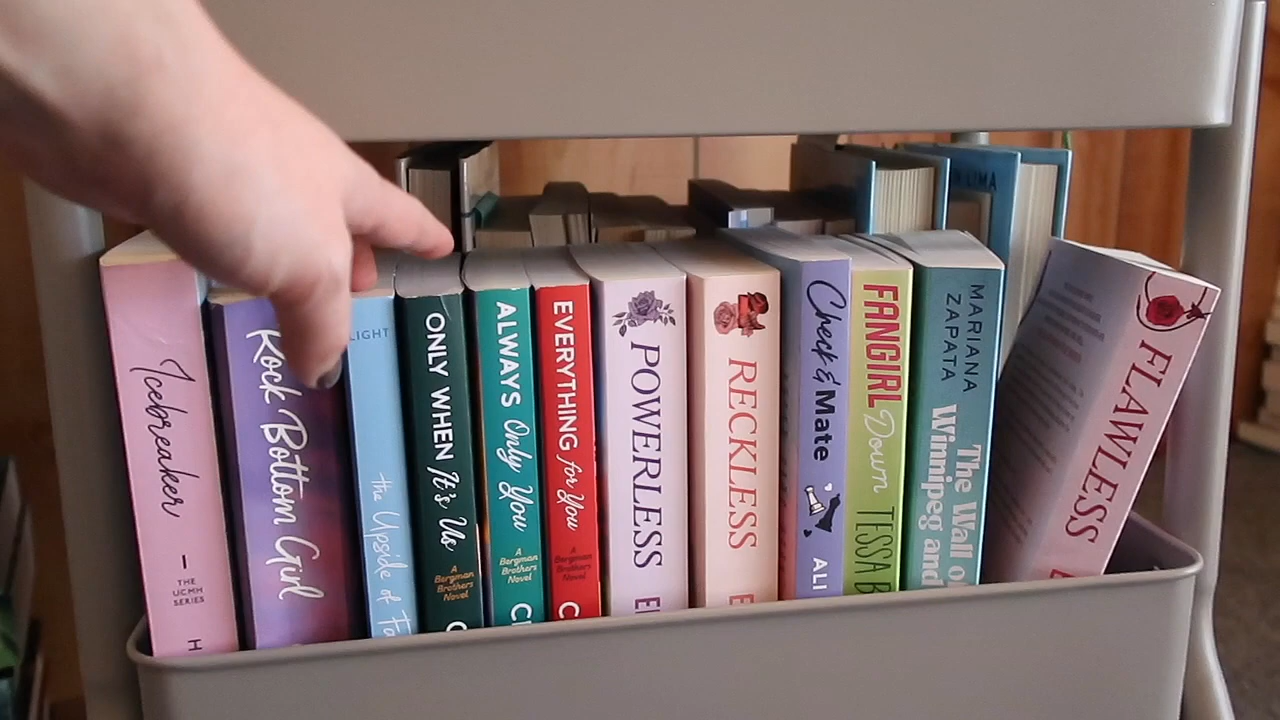 Icebreaker
THE
UCMH
SERIES
H
Rock Bottom Girl
LIGHT
the Upside of Fa
ONLY WHEN It's Us
A
Bergman
Brothers
Novel
C
ALWAYS Only You
A
Bergman
Brothers
Novel
EVERYTHING for You
A
Bergman
Brothers
Novel
C
POWERLESS
RECKLESS
E
Check & Mate
ALI
FANGIRL Down
TESSA B
MARIANA
ZAPATA
The Wall o
Winnipeg and
LIMA
FLAWLESS